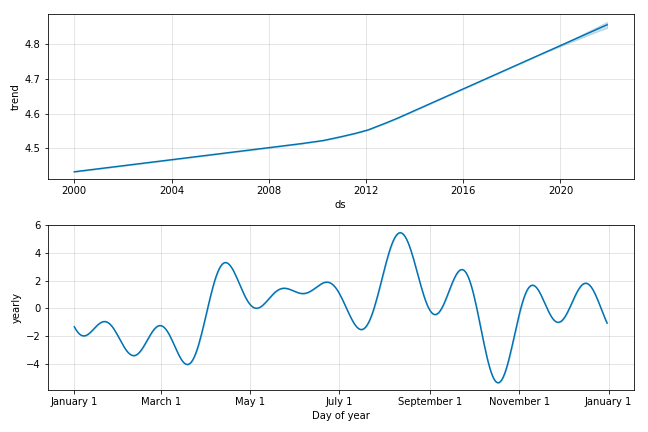 4.8
4.7
4.6
4.5
trend
2000 2004 2008 2012 2016 2020
ds
6
4
2
0
−2
−4
yearly
January 1 March 1 May 1 July 1 September 1 November 1 January 1
Day of year